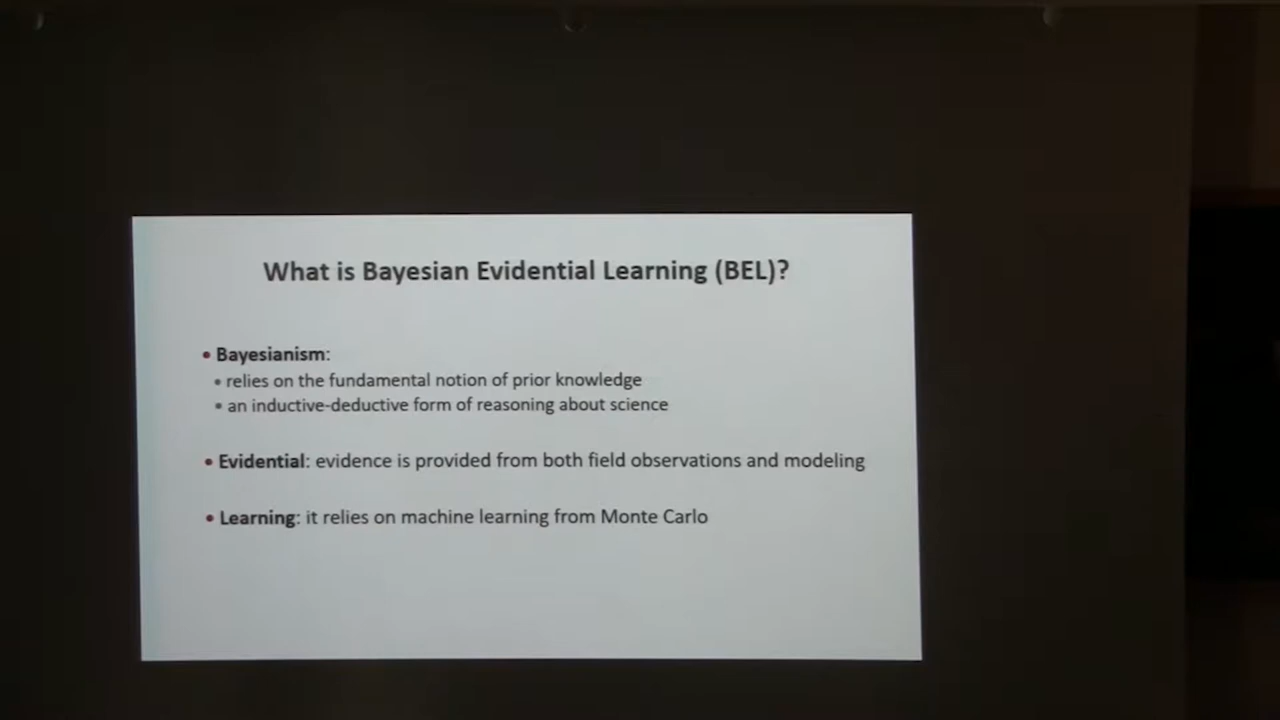 What is Bayesian Evidential Learning (BEL)?
• Bayesianism:
• relies on the fundamental notion of prior knowledge
• an inductive-deductive form of reasoning about science
• Evidential: evidence is provided from both field observations and modeling
• Learning: it relies on machine learning from Monte Carlo